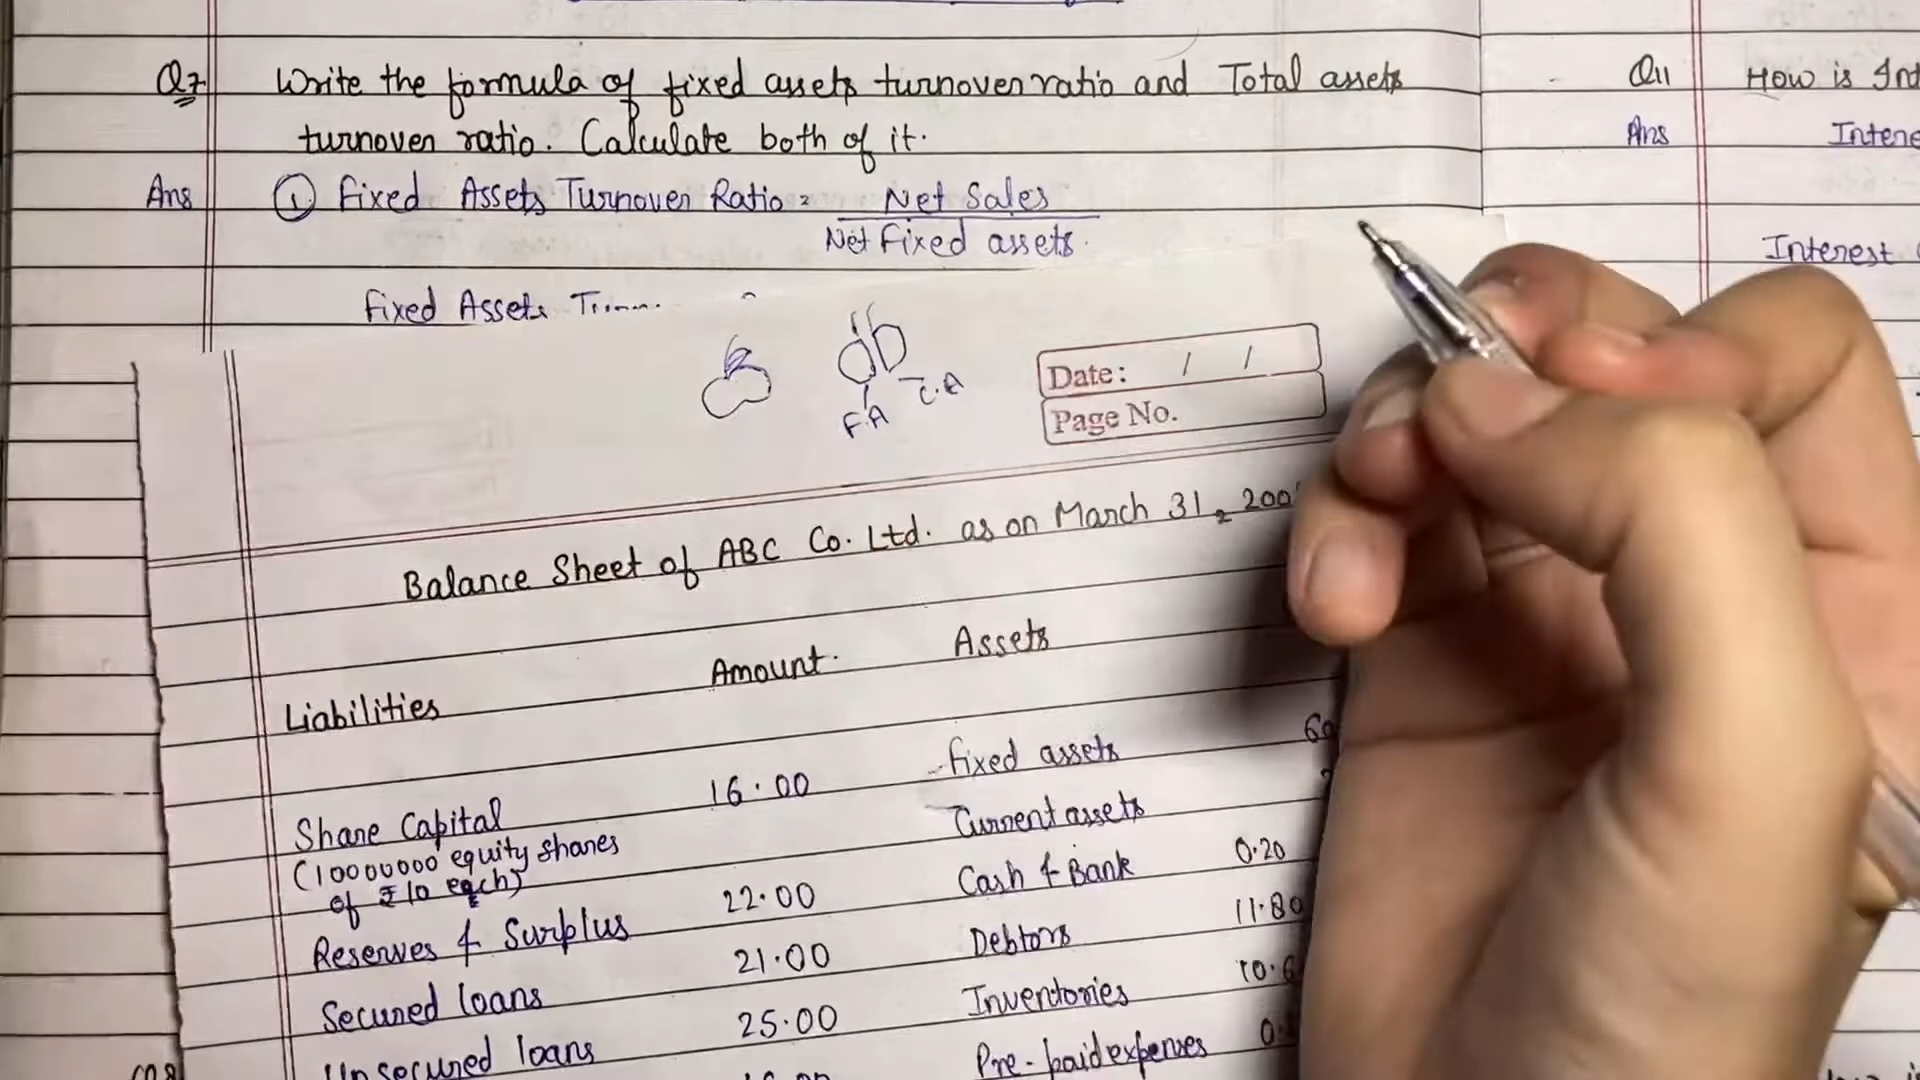 Q7 Write the formula of fixed assets turnover ratio and Total assets
turnover ratio. Calculate both of it.
Ans ① Fixed Assets Turnover Ratio = Net Sales
Net Fixed assets.
Fixed Assets
F.A
Date: / /
Page No.
Balance Sheet of ABC Co. Ltd. as on March 31, 200
Liabilities Amount. Assets
Share Capital 16.00 Fixed assets
(10000000 equity shares
of ₹10 each)
Current assets
Reserves & Surplus 22.00 Cash & Bank 0.20
Secured loans 21.00 Debtors 11.80
Unsecured loans 25.00 Inventories
Pre-paid expenses
Q11 How is
Ans
Interest